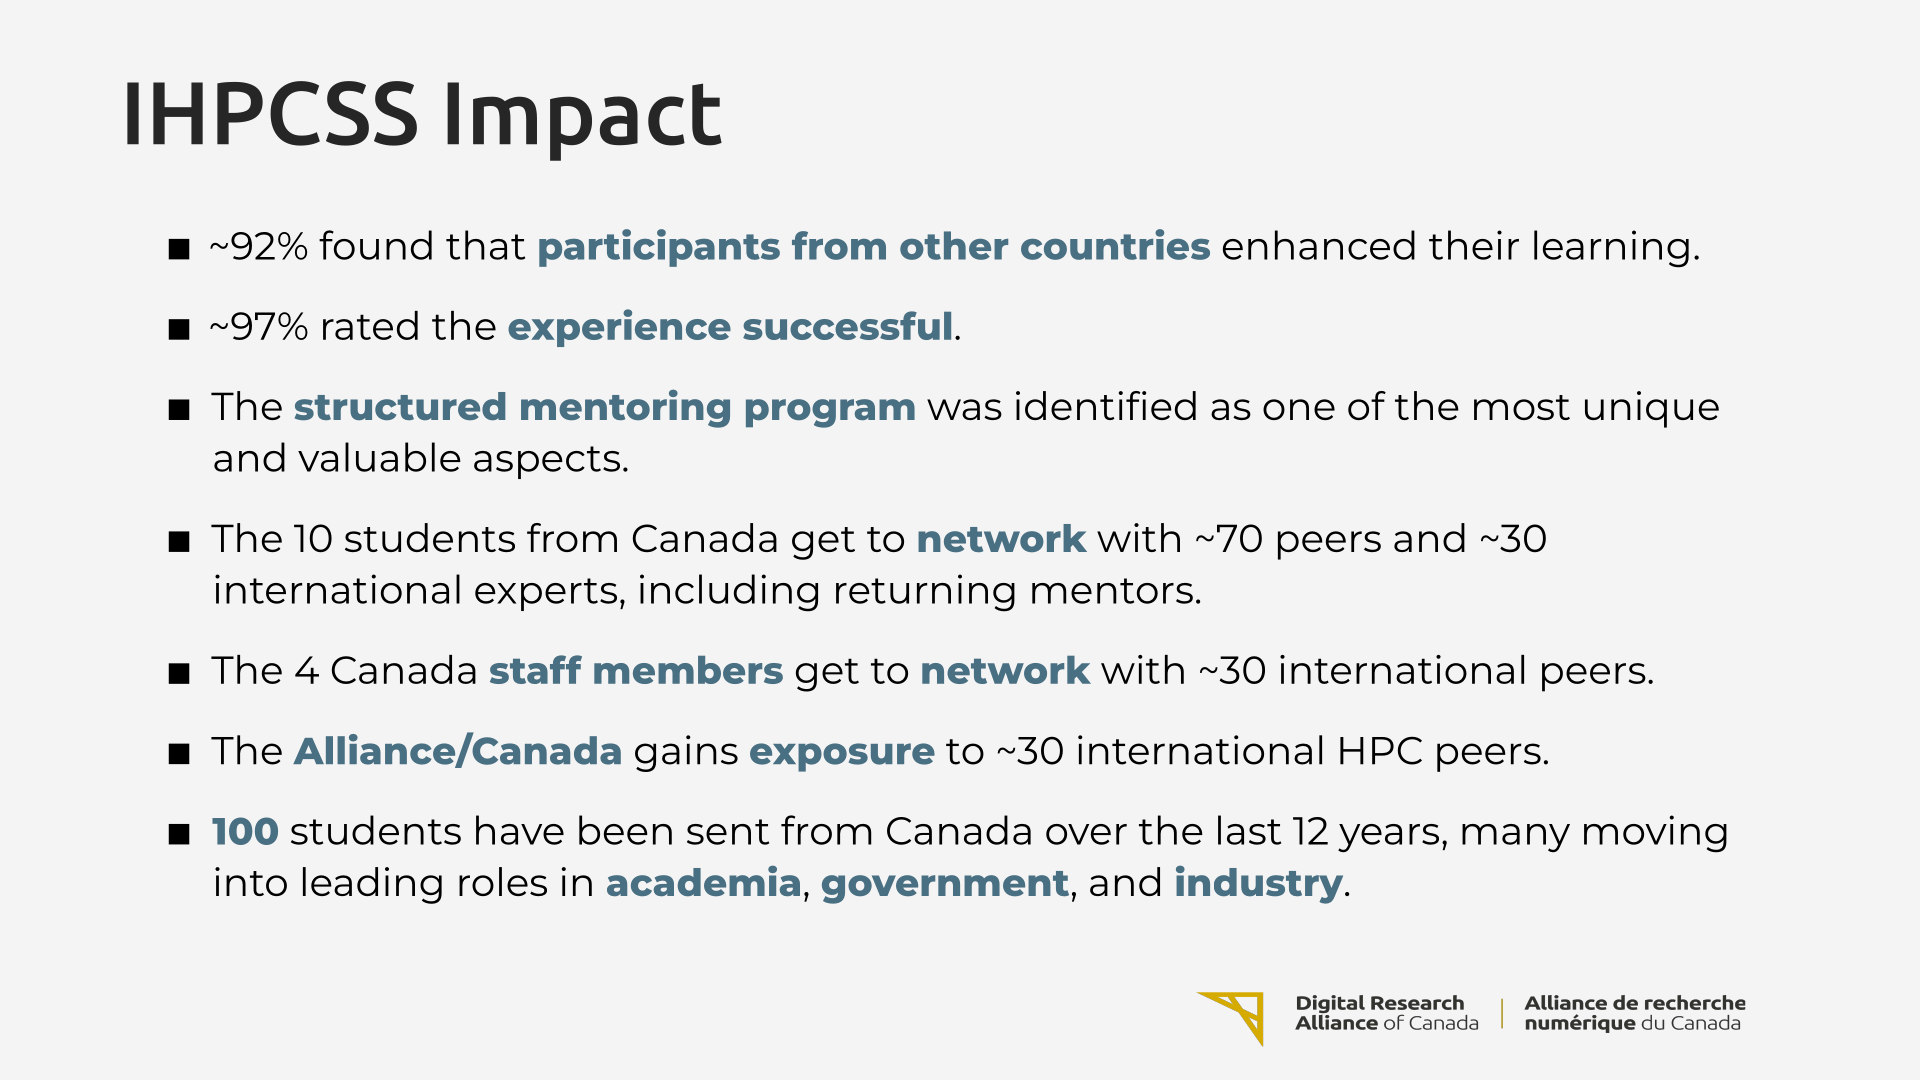 IHPCSS Impact
■ ~92% found that participants from other countries enhanced their learning.
■ ~97% rated the experience successful.
■ The structured mentoring program was identified as one of the most unique
and valuable aspects.
■ The 10 students from Canada get to network with ~70 peers and ~30
international experts, including returning mentors.
■ The 4 Canada staff members get to network with ~30 international peers.
■ The Alliance/Canada gains exposure to ~30 international HPC peers.
■ 100 students have been sent from Canada over the last 12 years, many moving
into leading roles in academia, government, and industry.
Digital Research
Alliance of Canada
Alliance de recherche
numérique du Canada